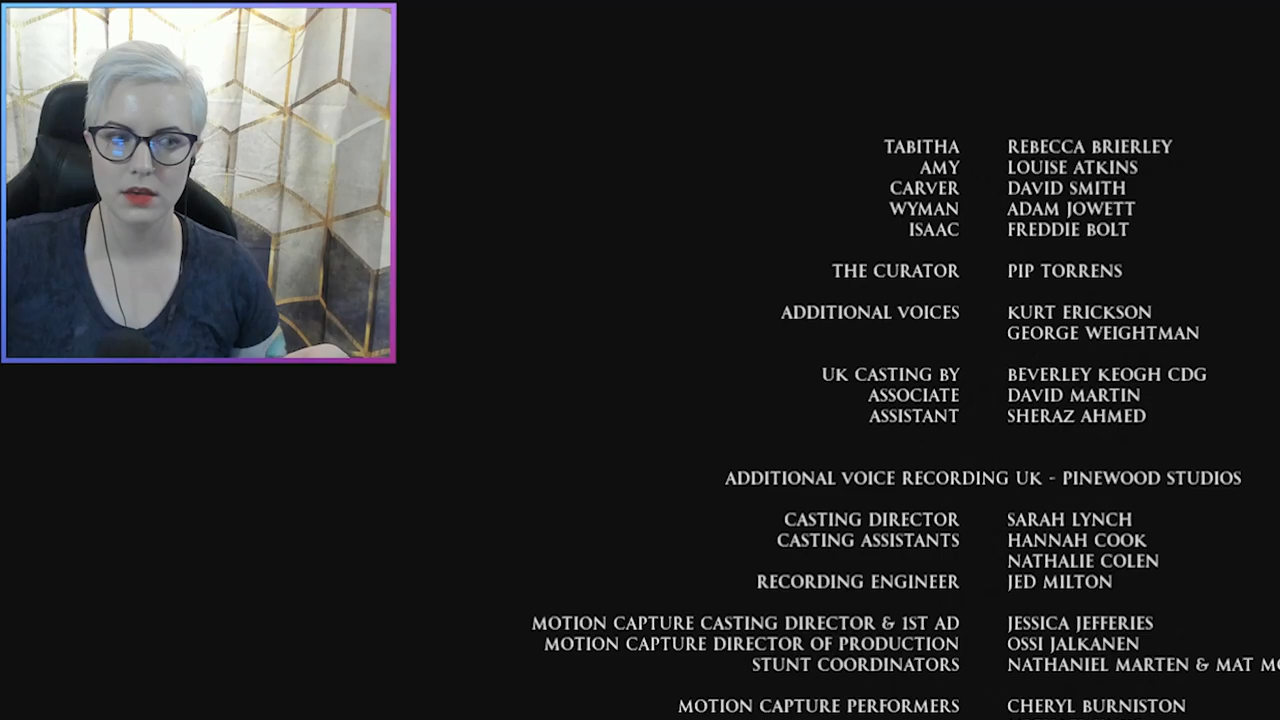 TABITHA REBECCA BRIERLEY
AMY LOUISE ATKINS
CARVER DAVID SMITH
WYMAN ADAM JOWETT
ISAAC FREDDIE BOLT
THE CURATOR PIP TORRENS
ADDITIONAL VOICES KURT ERICKSON
GEORGE WEIGHTMAN
UK CASTING BY BEVERLEY KEOGH CDG
ASSOCIATE DAVID MARTIN
ASSISTANT SHERAZ AHMED
ADDITIONAL VOICE RECORDING UK - PINEWOOD STUDIOS
CASTING DIRECTOR SARAH LYNCH
CASTING ASSISTANTS HANNAH COOK
NATHALIE COLEN
RECORDING ENGINEER JED MILTON
MOTION CAPTURE CASTING DIRECTOR & 1ST AD JESSICA JEFFERIES
MOTION CAPTURE DIRECTOR OF PRODUCTION OSSI JALKANEN
STUNT COORDINATORS NATHANIEL MARTEN & MAT
MOTION CAPTURE PERFORMERS CHERYL BURNISTON